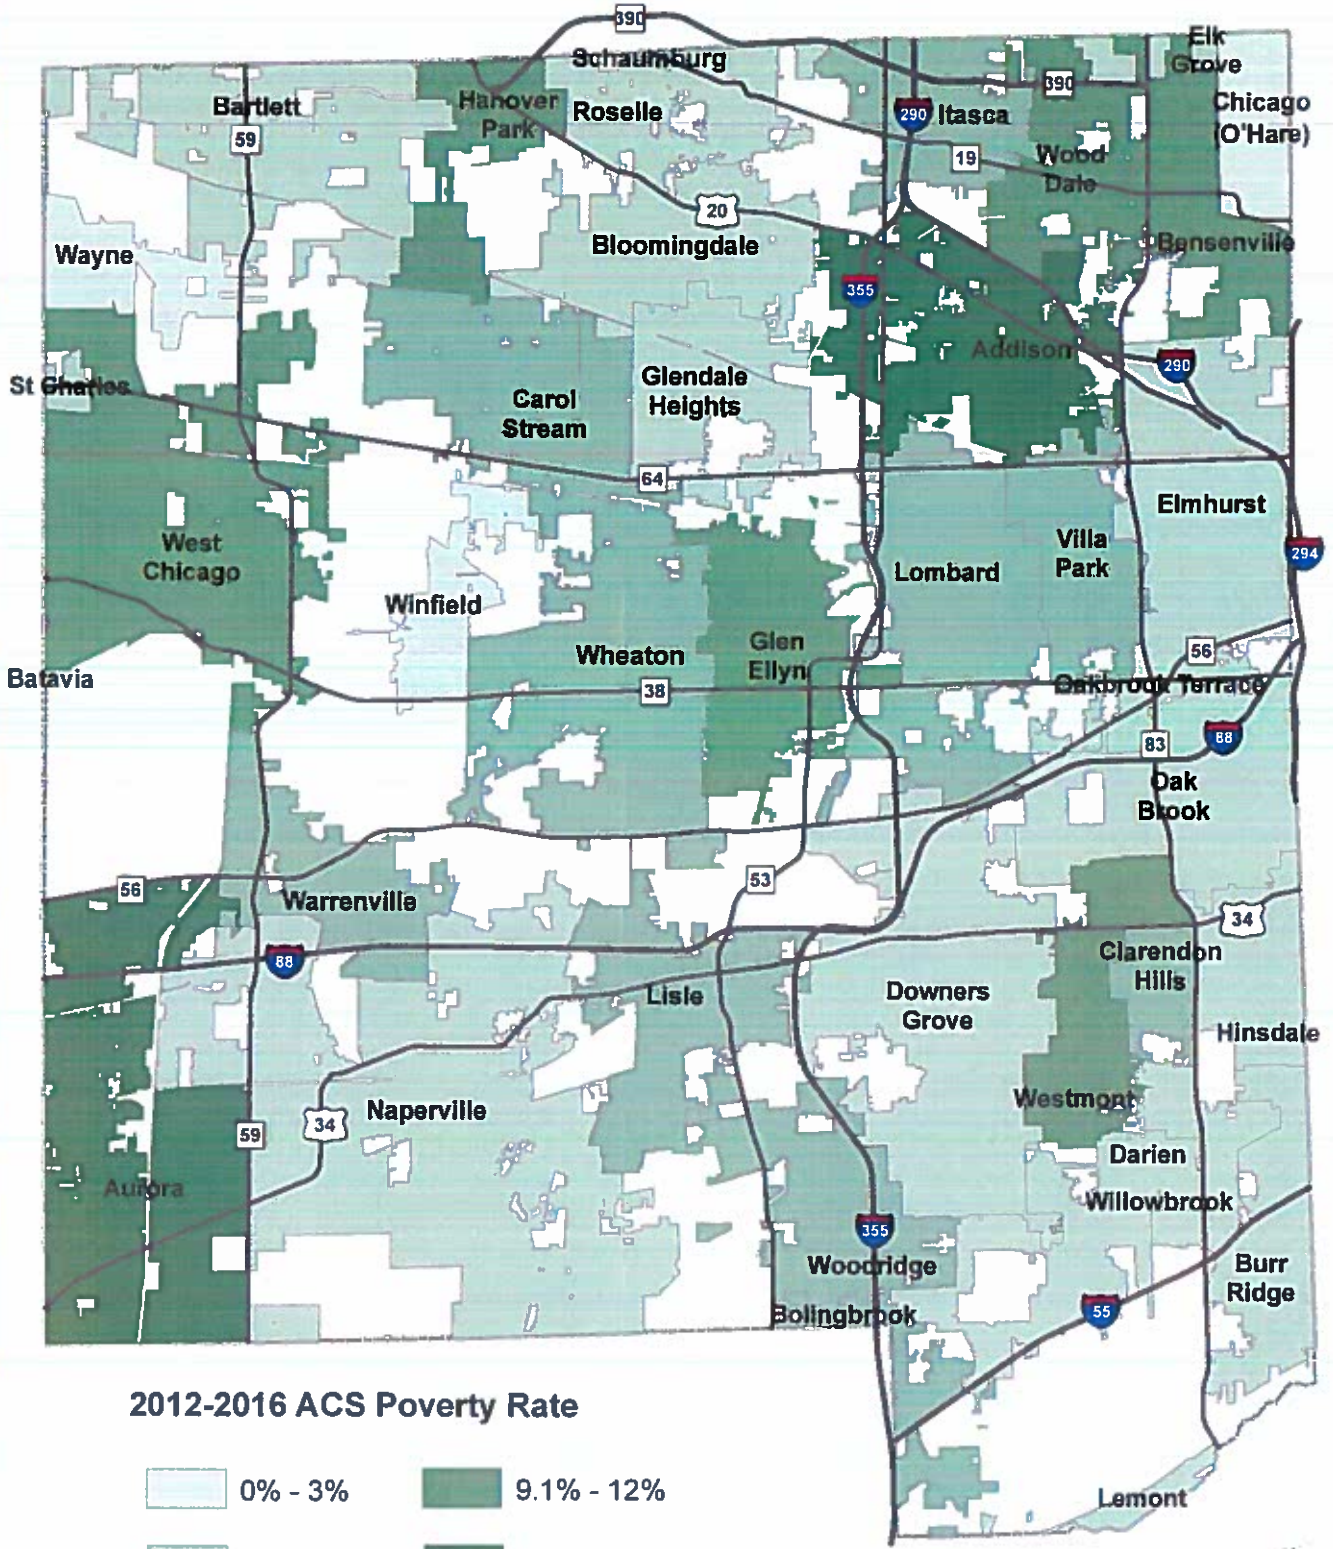 390
Schaumburg
Elk
Grove
390
Bartlett
Hanover
Park
Roselle
290
Itasca
Chicago
(O'Hare)
59
19
Wood
Dale
20
Wayne
Bloomingdale
Bensenville
355
Addison
290
St Charles
Glendale
Heights
Carol
Stream
64
Elmhurst
West
Chicago
Villa
Park
294
Lombard
Winfield
Wheaton
Glen
Ellyn
56
Batavia
38
Oakbrook Terrace
83
88
Oak
Brook
56
53
Warrenville
34
88
Clarendon
Hills
Lisle
Downers
Grove
Hinsdale
Naperville
34
59
Westmont
Darien
Aurora
Willowbrook
355
Woodridge
Burr
Ridge
Bolingbrook
55
2012-2016 ACS Poverty Rate
0% - 3%
9.1% - 12%
Lemont